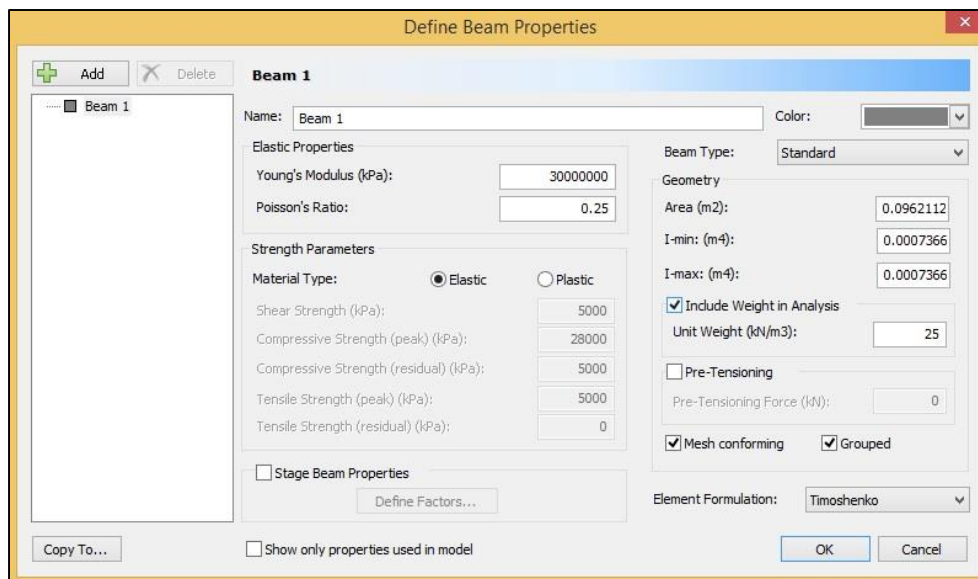 Define Beam Properties
Add
Delete
Beam 1
Beam 1
Name: Beam 1
Color:
Elastic Properties
Young's Modulus (kPa): 30000000
Poisson's Ratio: 0.25
Strength Parameters
Material Type: Elastic Plastic
Shear Strength (kPa): 5000
Compressive Strength (peak) (kPa): 28000
Compressive Strength (residual) (kPa): 5000
Tensile Strength (peak) (kPa): 5000
Tensile Strength (residual) (kPa): 0
Stage Beam Properties
Define Factors...
Beam Type: Standard
Geometry
Area (m2): 0.0962112
I-min: (m4): 0.0007366
I-max: (m4): 0.0007366
Include Weight in Analysis
Unit Weight (kN/m3): 25
Pre-Tensioning
Pre-Tensioning Force (kN): 0
Mesh conforming Grouped
Element Formulation: Timoshenko
Copy To...
Show only properties used in model
OK Cancel